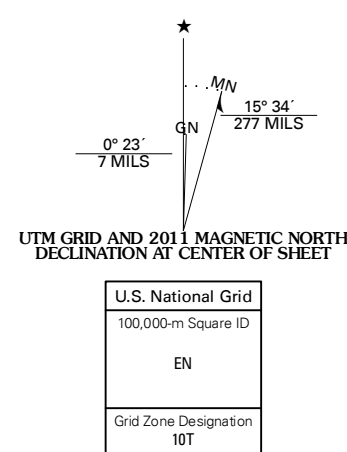 ★
MN
15° 34´
277 MILS
GN
0° 23´
7 MILS
UTM GRID AND 2011 MAGNETIC NORTH
DECLINATION AT CENTER OF SHEET
U.S. National Grid
100,000-m Square ID
EN
Grid Zone Designation
10T